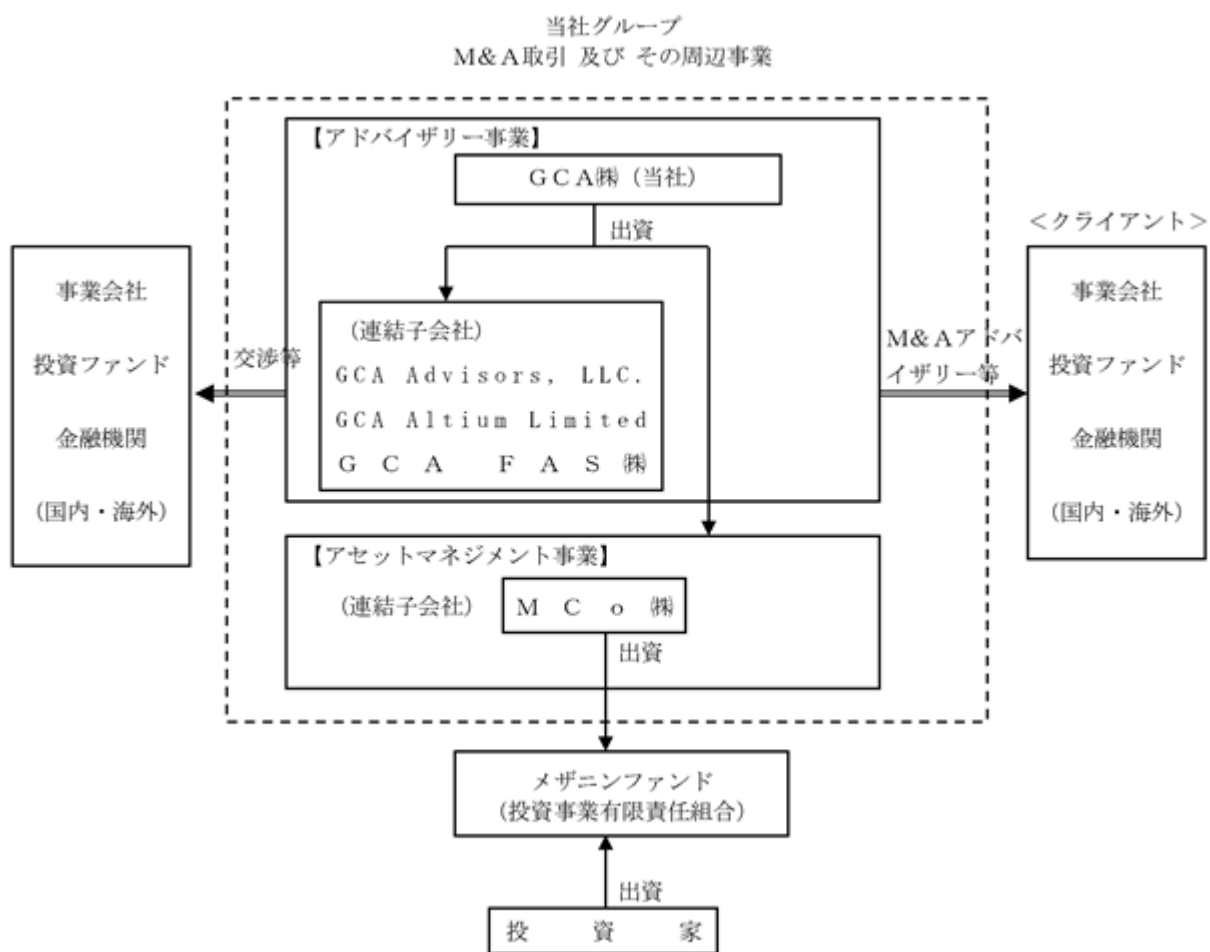 当社グループ
M&A取引 及び その周辺事業
【アドバイザリー事業】
GCA㈱（当社）
出資
＜クライアント＞
事業会社
投資ファンド
金融機関
（国内・海外）
交渉等
（連結子会社）
GCA Advisors, LLC.
GCA Altium Limited
GCA FAS㈱
M&Aアドバ
イザリー等
事業会社
投資ファンド
金融機関
（国内・海外）
【アセットマネジメント事業】
（連結子会社）
MCo㈱
出資
メザニンファンド
（投資事業有限責任組合）
出資
投資家